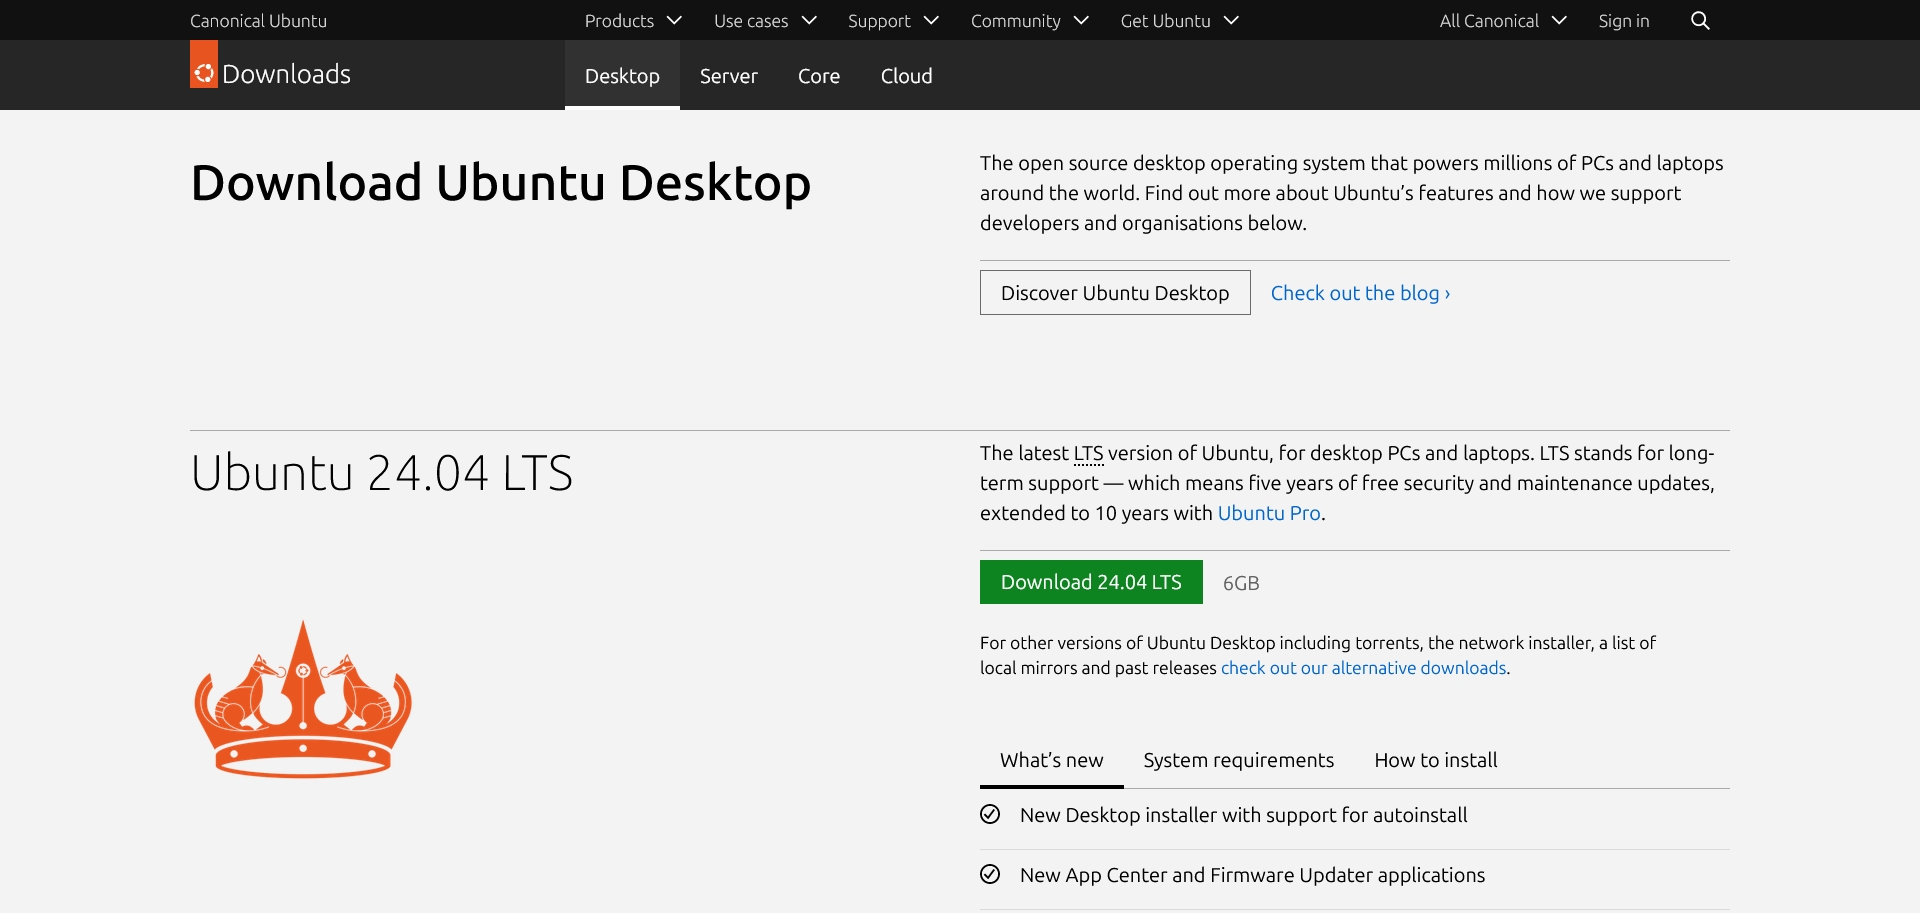 Canonical Ubuntu
Products
Use cases
Support
Community
Get Ubuntu
All Canonical
Sign in
Downloads
Desktop
Server
Core
Cloud
Download Ubuntu Desktop
The open source desktop operating system that powers millions of PCs and laptops
around the world. Find out more about Ubuntu’s features and how we support
developers and organisations below.
Discover Ubuntu Desktop
Check out the blog ›
Ubuntu 24.04 LTS
The latest LTS version of Ubuntu, for desktop PCs and laptops. LTS stands for long-
term support — which means five years of free security and maintenance updates,
extended to 10 years with Ubuntu Pro.
Download 24.04 LTS
6GB
For other versions of Ubuntu Desktop including torrents, the network installer, a list of
local mirrors and past releases check out our alternative downloads.
What’s new
System requirements
How to install
New Desktop installer with support for autoinstall
New App Center and Firmware Updater applications